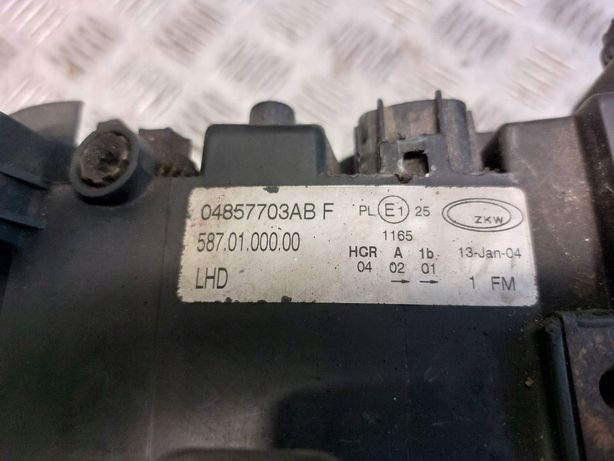 04857703AB F PL E1 25 ZKW
587.01.000.00 1165
HCR A 1b 13-Jan-04
04 02 01
LHD → → 1 FM